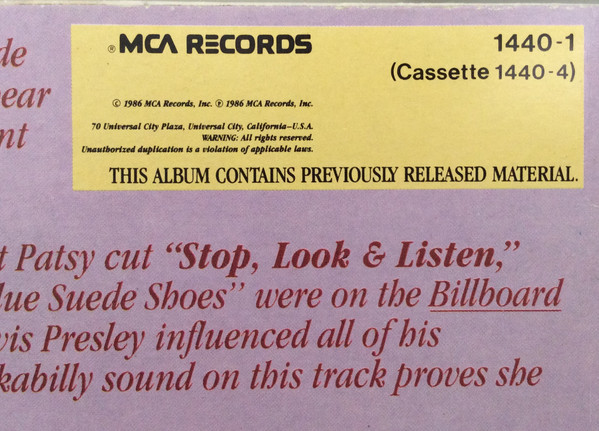 de
ear
nt
® MCA RECORDS
1440-1
(Cassette 1440-4)
© 1986 MCA Records, Inc. ℗ 1986 MCA Records, Inc.
70 Universal City Plaza, Universal City, California–U.S.A.
WARNING: All rights reserved.
Unauthorized duplication is a violation of applicable laws.
THIS ALBUM CONTAINS PREVIOUSLY RELEASED MATERIAL.
t Patsy cut “Stop, Look & Listen,”
lue Suede Shoes” were on the Billboard
vis Presley influenced all of his
kabilly sound on this track proves she